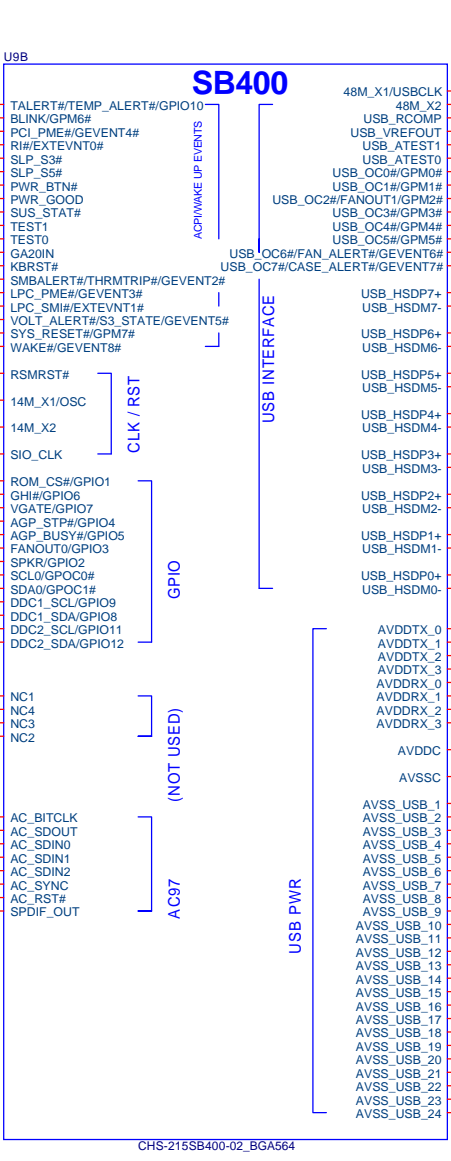 U9B
SB400
TALERT#/TEMP_ALERT#/GPIO10
BLINK/GPM6#
PCI_PME#/GEVENT4#
RI#/EXTEVNT0#
SLP_S3#
SLP_S5#
PWR_BTN#
PWR_GOOD
SUS_STAT#
TEST1
TEST0
GA20IN
KBRST#
SMBALERT#/THRMTRIP#/GEVENT2#
LPC_PME#/GEVENT3#
LPC_SMI#/EXTEVNT1#
VOLT_ALERT#/S3_STATE/GEVENT5#
SYS_RESET#/GPM7#
WAKE#/GEVENT8#
ACPI/WAKE UP EVENTS
RSMRST#
14M_X1/OSC
14M_X2
SIO_CLK
CLK / RST
ROM_CS#/GPIO1
GHI#/GPIO6
VGATE/GPIO7
AGP_STP#/GPIO4
AGP_BUSY#/GPIO5
FANOUT0/GPIO3
SPKR/GPIO2
SCL0/GPOC0#
SDA0/GPOC1#
DDC1_SCL/GPIO9
DDC1_SDA/GPIO8
DDC2_SCL/GPIO11
DDC2_SDA/GPIO12
GPIO
NC1
NC4
NC3
NC2
(NOT USED)
AC_BITCLK
AC_SDOUT
AC_SDIN0
AC_SDIN1
AC_SDIN2
AC_SYNC
AC_RST#
SPDIF_OUT
AC97
48M_X1/USBCLK
48M_X2
USB_RCOMP
USB_VREFOUT
USB_ATEST1
USB_ATEST0
USB_OC0#/GPM0#
USB_OC1#/GPM1#
USB_OC2#/FANOUT1/GPM2#
USB_OC3#/GPM3#
USB_OC4#/GPM4#
USB_OC5#/GPM5#
USB_OC6#/FAN_ALERT#/GEVENT6#
USB_OC7#/CASE_ALERT#/GEVENT7#
USB_HSDP7+
USB_HSDM7-
USB_HSDP6+
USB_HSDM6-
USB_HSDP5+
USB_HSDM5-
USB_HSDP4+
USB_HSDM4-
USB_HSDP3+
USB_HSDM3-
USB_HSDP2+
USB_HSDM2-
USB_HSDP1+
USB_HSDM1-
USB_HSDP0+
USB_HSDM0-
USB INTERFACE
AVDDTX_0
AVDDTX_1
AVDDTX_2
AVDDTX_3
AVDDRX_0
AVDDRX_1
AVDDRX_2
AVDDRX_3
AVDDC
AVSSC
AVSS_USB_1
AVSS_USB_2
AVSS_USB_3
AVSS_USB_4
AVSS_USB_5
AVSS_USB_6
AVSS_USB_7
AVSS_USB_8
AVSS_USB_9
AVSS_USB_10
AVSS_USB_11
AVSS_USB_12
AVSS_USB_13
AVSS_USB_14
AVSS_USB_15
AVSS_USB_16
AVSS_USB_17
AVSS_USB_18
AVSS_USB_19
AVSS_USB_20
AVSS_USB_21
AVSS_USB_22
AVSS_USB_23
AVSS_USB_24
USB PWR
CHS-215SB400-02_BGA564